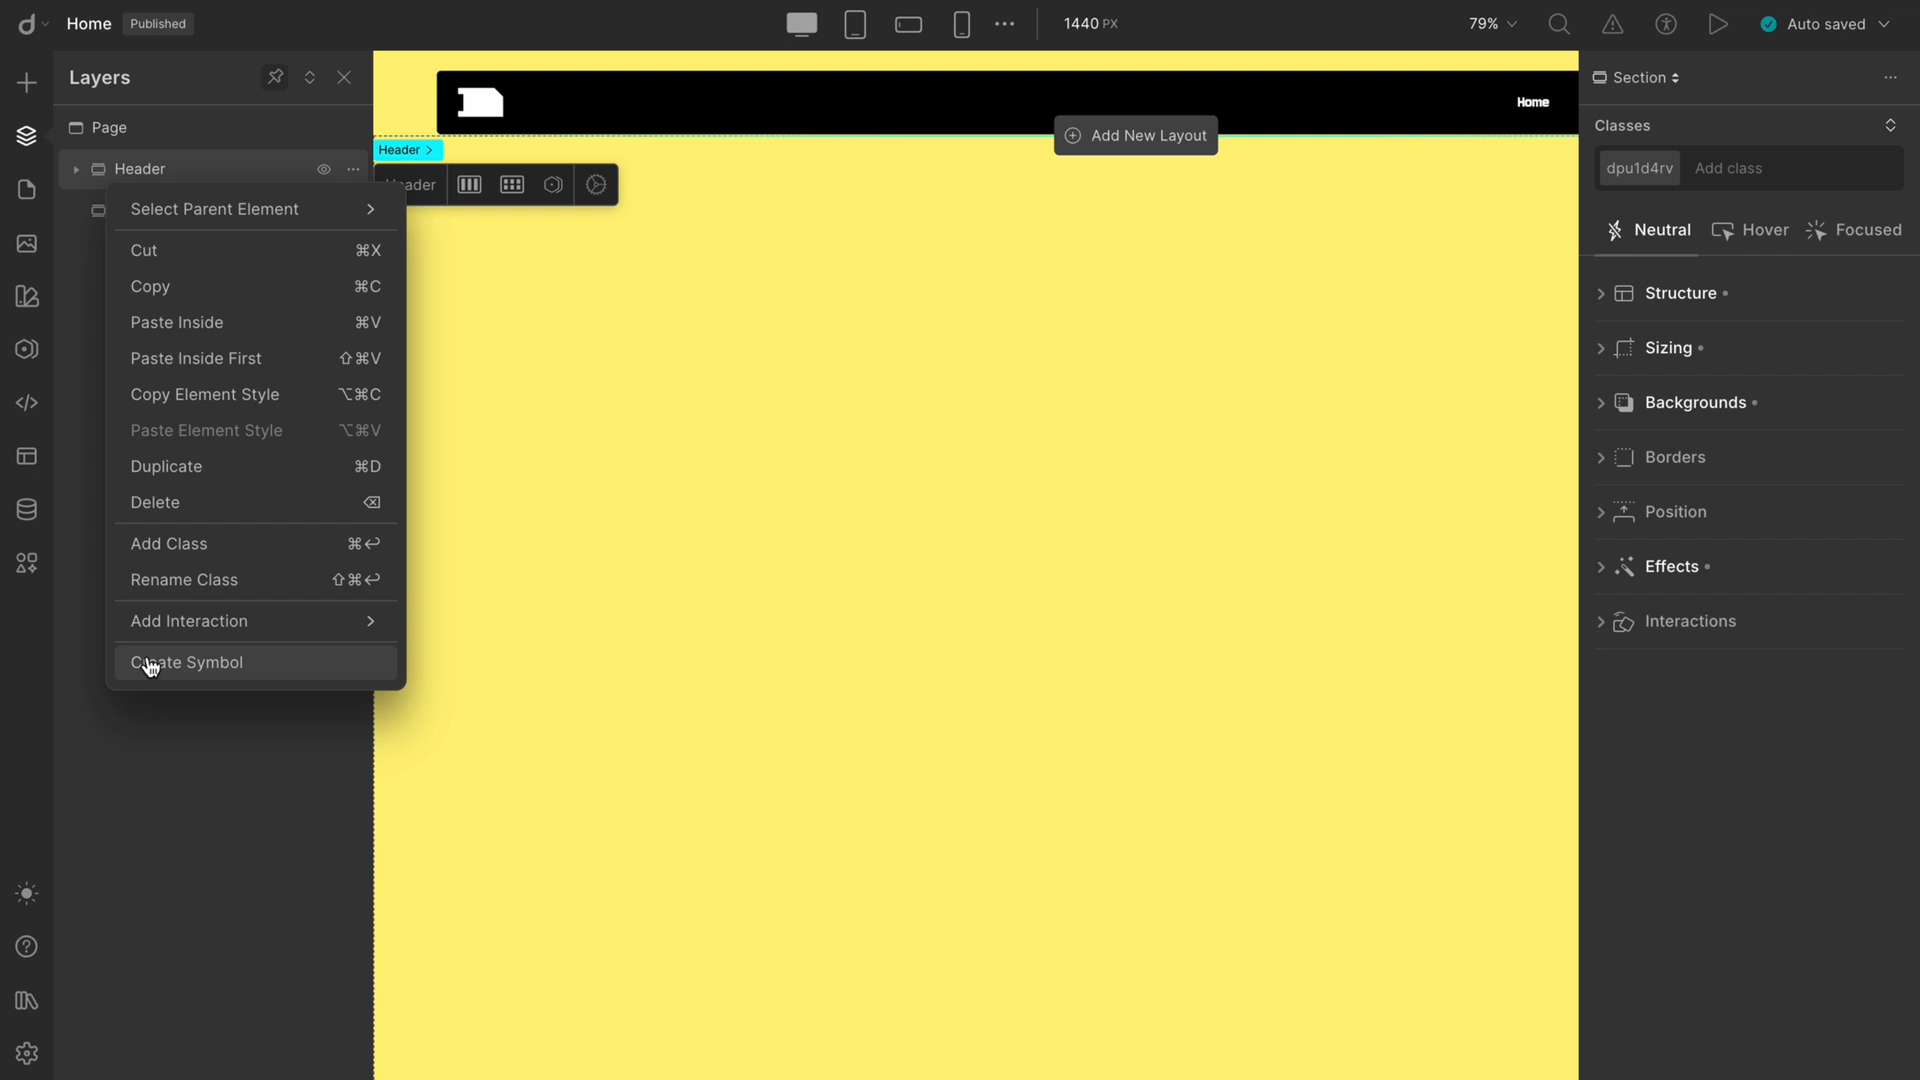 Home Published 1440 PX 79% Auto saved
Layers
Page
Header
Select Parent Element
Cut ⌘X
Copy ⌘C
Paste Inside ⌘V
Paste Inside First ⇧⌘V
Copy Element Style ⌥⌘C
Paste Element Style ⌥⌘V
Duplicate ⌘D
Delete ⌫
Add Class ⌘↩
Rename Class ⇧⌘↩
Add Interaction
Create Symbol
Home
Add New Layout
Header >
Section
Classes
dpu1d4rv Add class
Neutral Hover Focused
Structure
Sizing
Backgrounds
Borders
Position
Effects
Interactions